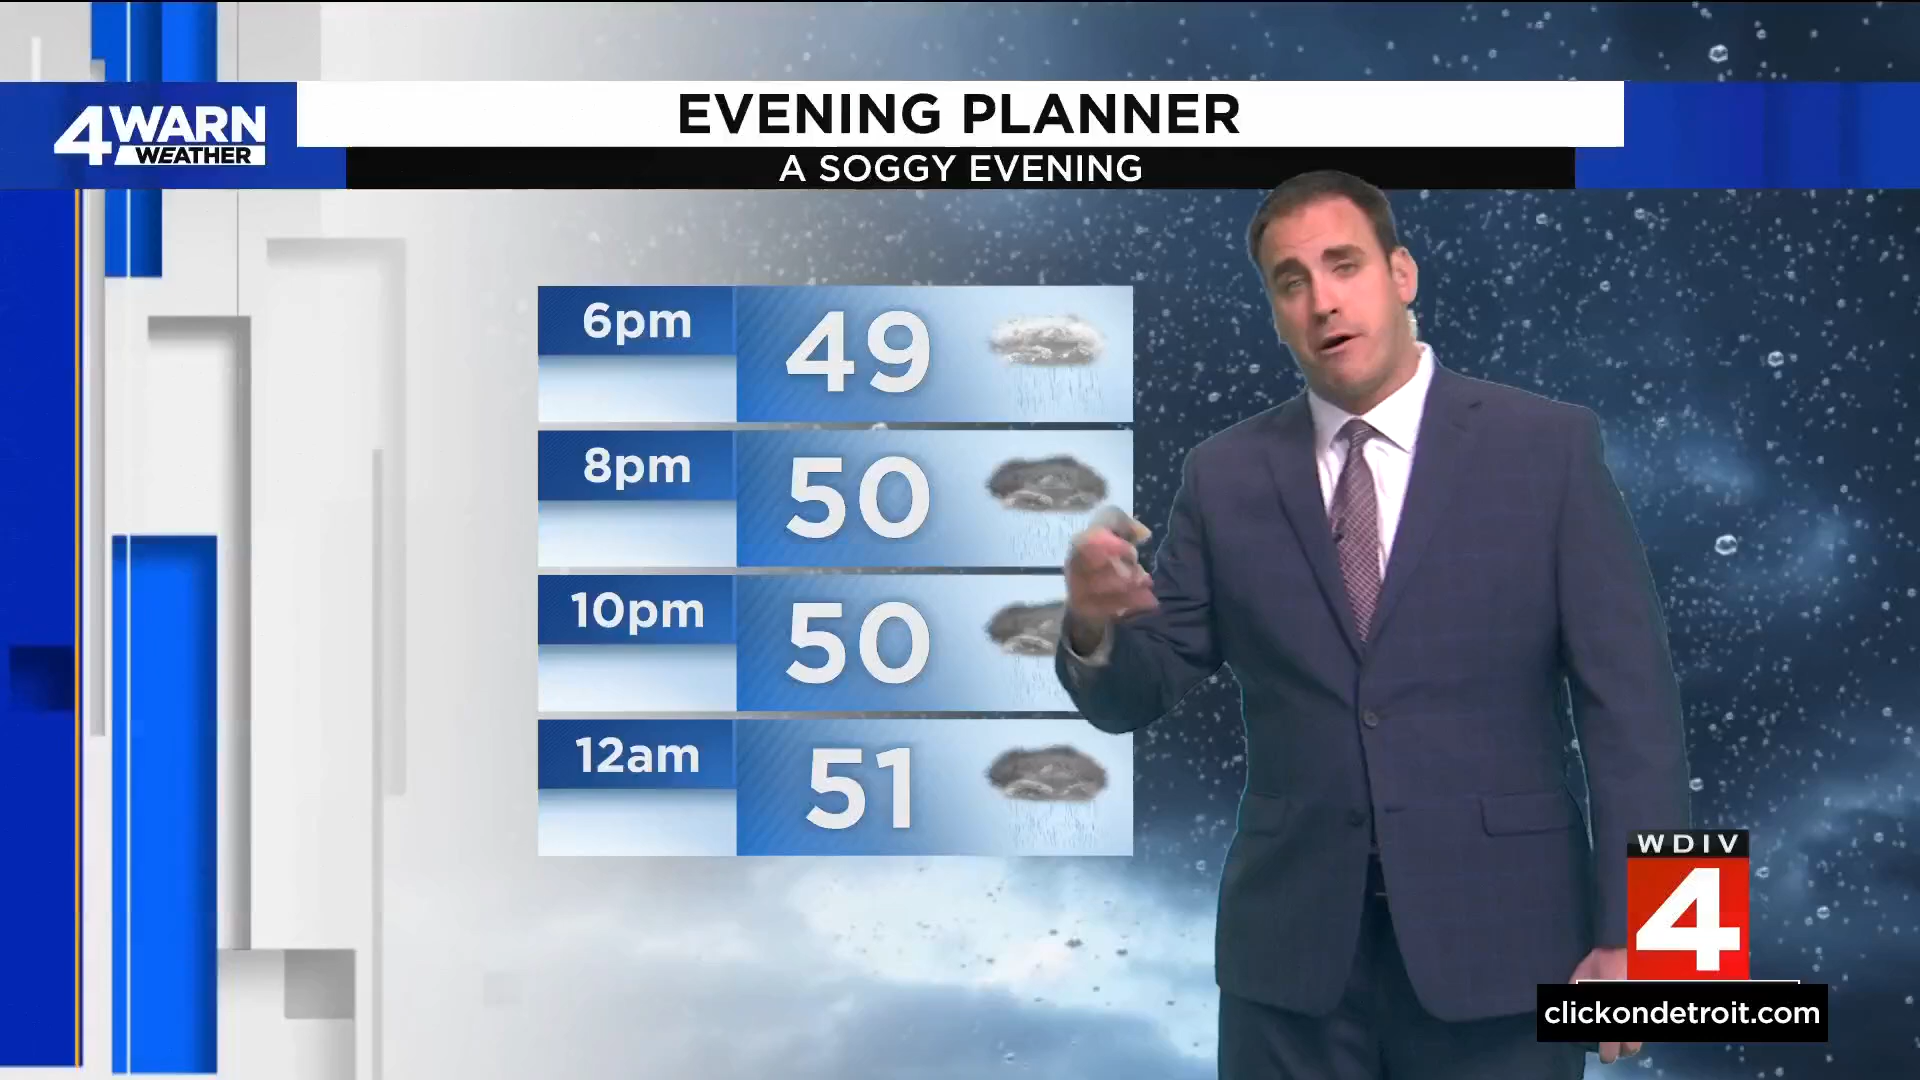 4WARN
WEATHER
EVENING PLANNER
A SOGGY EVENING
6pm 49
8pm 50
10pm 50
12am 51
WDIV
4
clickondetroit.com